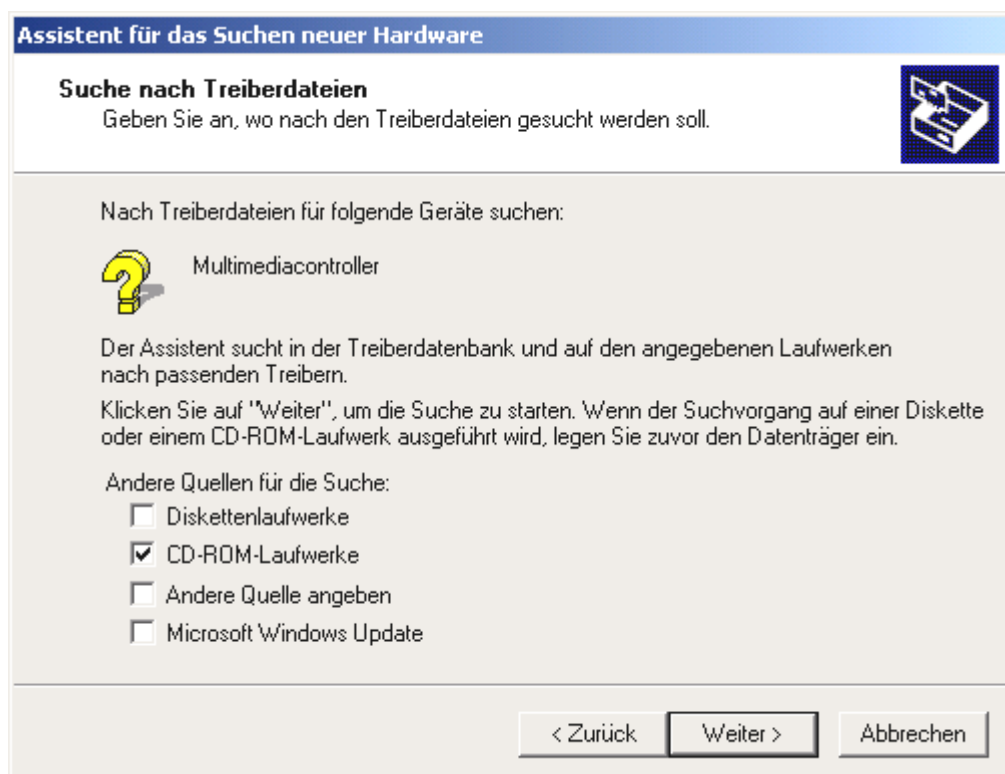 Assistent für das Suchen neuer Hardware
Suche nach Treiberdateien
Geben Sie an, wo nach den Treiberdateien gesucht werden soll.
Nach Treiberdateien für folgende Geräte suchen:
Multimediacontroller
Der Assistent sucht in der Treiberdatenbank und auf den angegebenen Laufwerken
nach passenden Treibern.
Klicken Sie auf "Weiter", um die Suche zu starten. Wenn der Suchvorgang auf einer Diskette
oder einem CD-ROM-Laufwerk ausgeführt wird, legen Sie zuvor den Datenträger ein.
Andere Quellen für die Suche:
Diskettenlaufwerke
CD-ROM-Laufwerke
Andere Quelle angeben
Microsoft Windows Update
< Zurück Weiter > Abbrechen